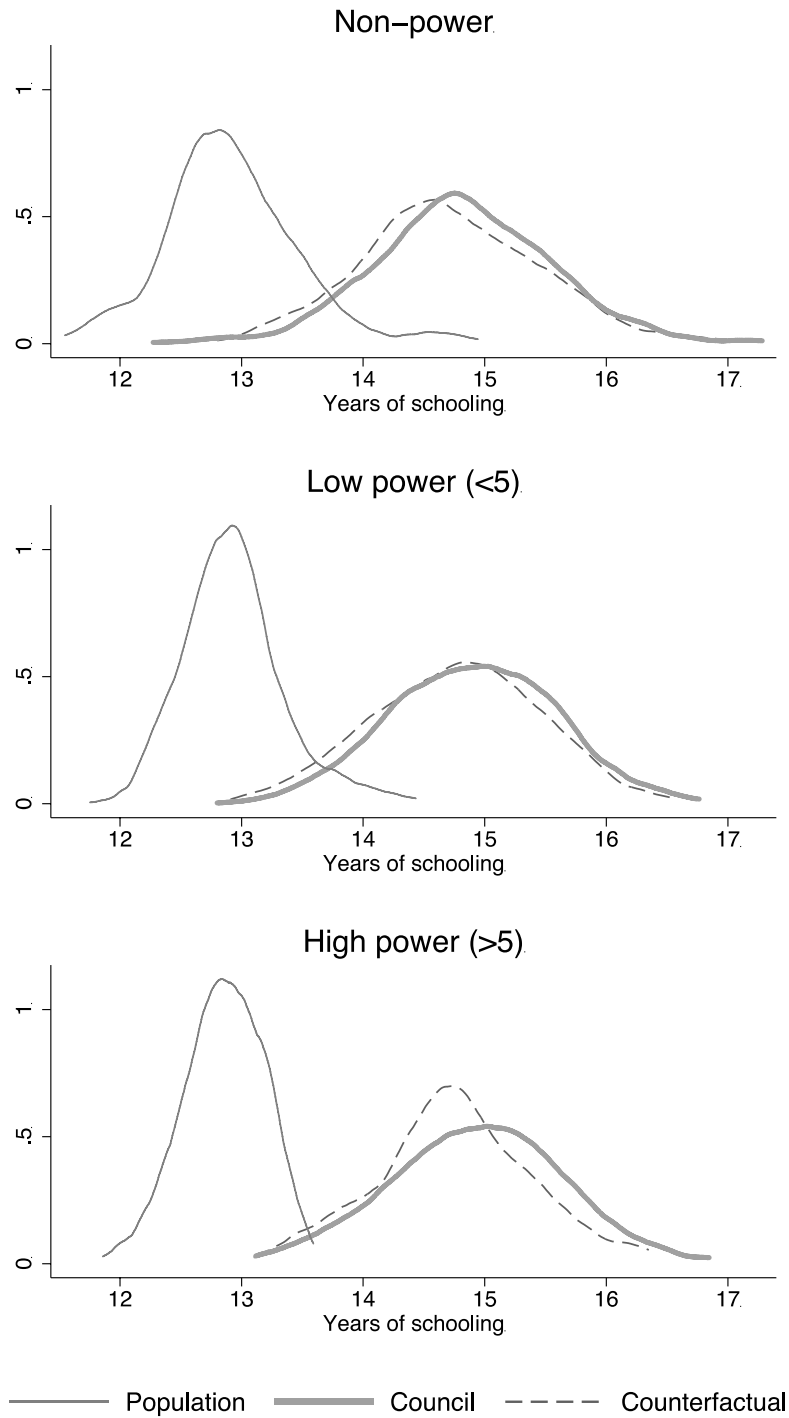 Non−power
1
.5
0
12 13 14 15 16 17
Years of schooling
Low power (<5)
1
.5
0
12 13 14 15 16 17
Years of schooling
High power (>5)
1
.5
0
12 13 14 15 16 17
Years of schooling
Population Council Counterfactual